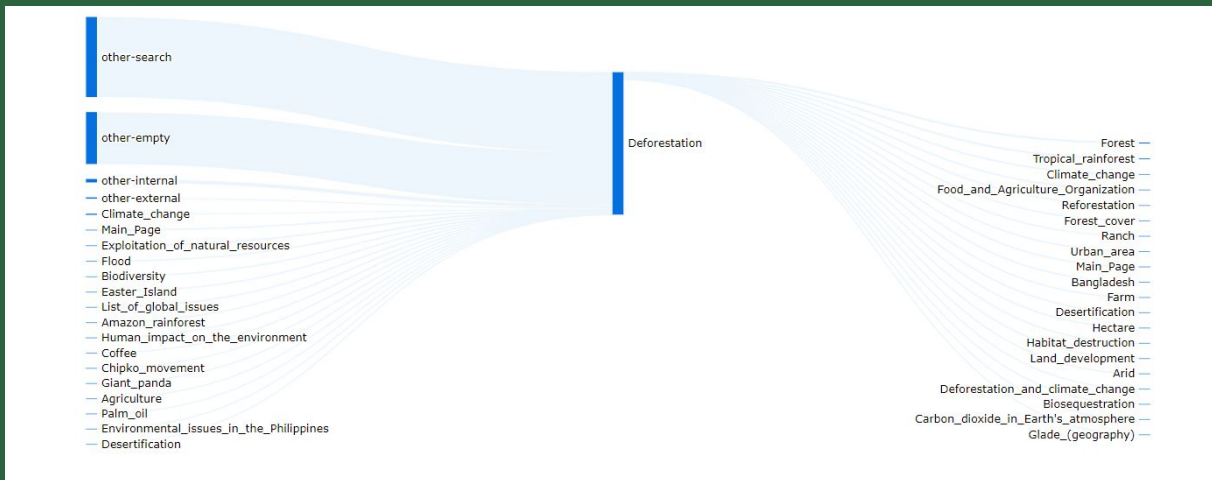 other-search
other-empty
other-internal
other-external
Climate_change
Main_Page
Exploitation_of_natural_resources
Flood
Biodiversity
Easter_Island
List_of_global_issues
Amazon_rainforest
Human_impact_on_the_environment
Coffee
Chipko_movement
Giant_panda
Agriculture
Palm_oil
Environmental_issues_in_the_Philippines
Desertification
Deforestation
Forest
Tropical_rainforest
Climate_change
Food_and_Agriculture_Organization
Reforestation
Forest_cover
Ranch
Urban_area
Main_Page
Bangladesh
Farm
Desertification
Hectare
Habitat_destruction
Land_development
Arid
Deforestation_and_climate_change
Biosequestration
Carbon_dioxide_in_Earth's_atmosphere
Glade_(geography)